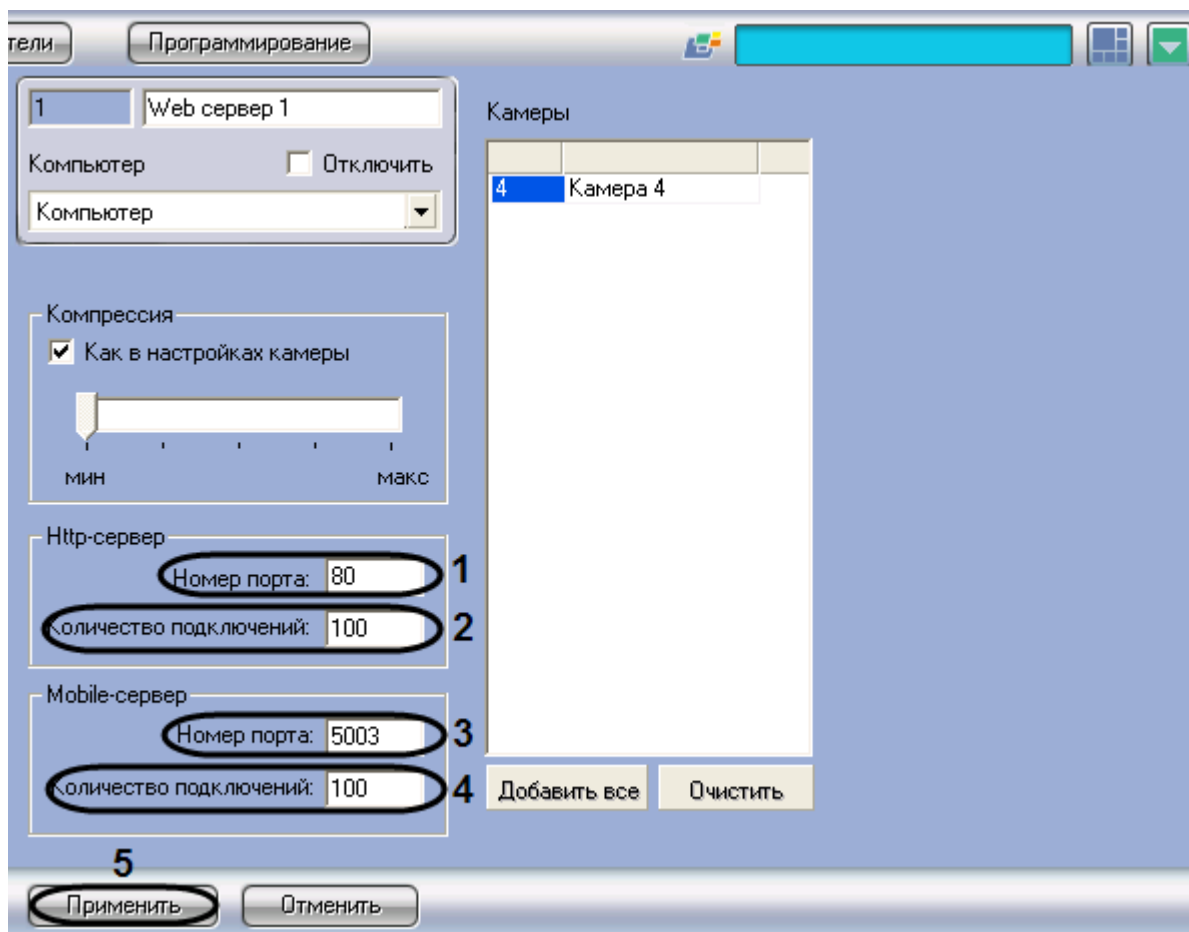 тели
Программирование
1
Web сервер 1
Компьютер
Отключить
Компьютер
Компрессия
Как в настройках камеры
мин
макс
Http-сервер
Номер порта: 80
1
Количество подключений: 100
2
Mobile-сервер
Номер порта: 5003
3
Количество подключений: 100
4
Камеры
4
Камера 4
Добавить все
Очистить
5
Применить
Отменить